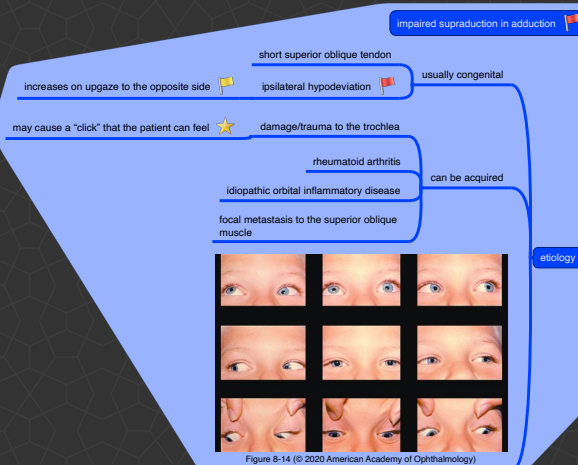 impaired supraduction in adduction
short superior oblique tendon
usually congenital
increases on upgaze to the opposite side
ipsilateral hypodeviation
may cause a “click” that the patient can feel
damage/trauma to the trochlea
rheumatoid arthritis
can be acquired
idiopathic orbital inflammatory disease
focal metastasis to the superior oblique
muscle
etiology
Figure 8-14 (© 2020 American Academy of Ophthalmology)